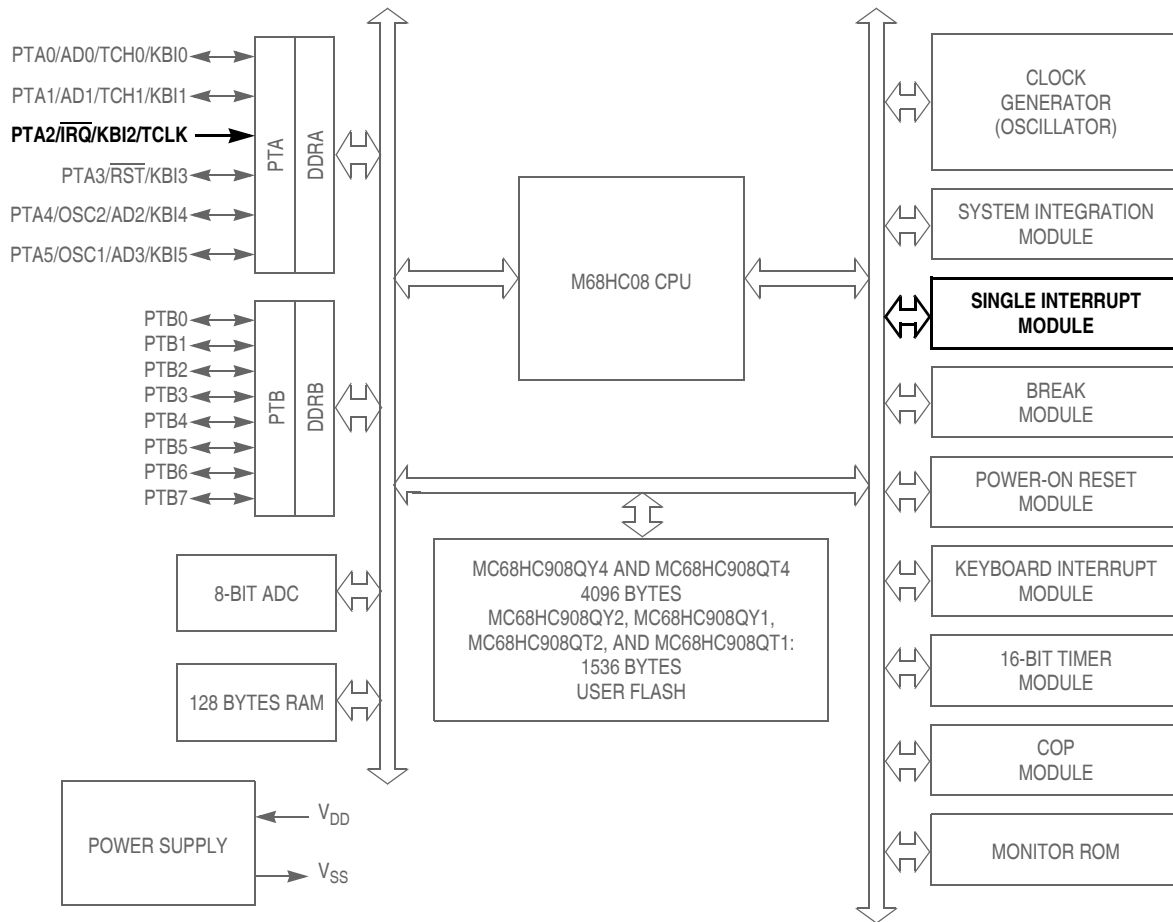 PTA0/AD0/TCH0/KBI0
PTA1/AD1/TCH1/KBI1
PTA2/IRQ/KBI2/TCLK
PTA3/RST/KBI3
PTA4/OSC2/AD2/KBI4
PTA5/OSC1/AD3/KBI5
PTA
DDRA
PTB0
PTB1
PTB2
PTB3
PTB4
PTB5
PTB6
PTB7
PTB
DDRB
8-BIT ADC
128 BYTES RAM
POWER SUPPLY
VDD
VSS
M68HC08 CPU
MC68HC908QY4 AND MC68HC908QT4
4096 BYTES
MC68HC908QY2, MC68HC908QY1,
MC68HC908QT2, AND MC68HC908QT1:
1536 BYTES
USER FLASH
CLOCK
GENERATOR
(OSCILLATOR)
SYSTEM INTEGRATION
MODULE
SINGLE INTERRUPT
MODULE
BREAK
MODULE
POWER-ON RESET
MODULE
KEYBOARD INTERRUPT
MODULE
16-BIT TIMER
MODULE
COP
MODULE
MONITOR ROM